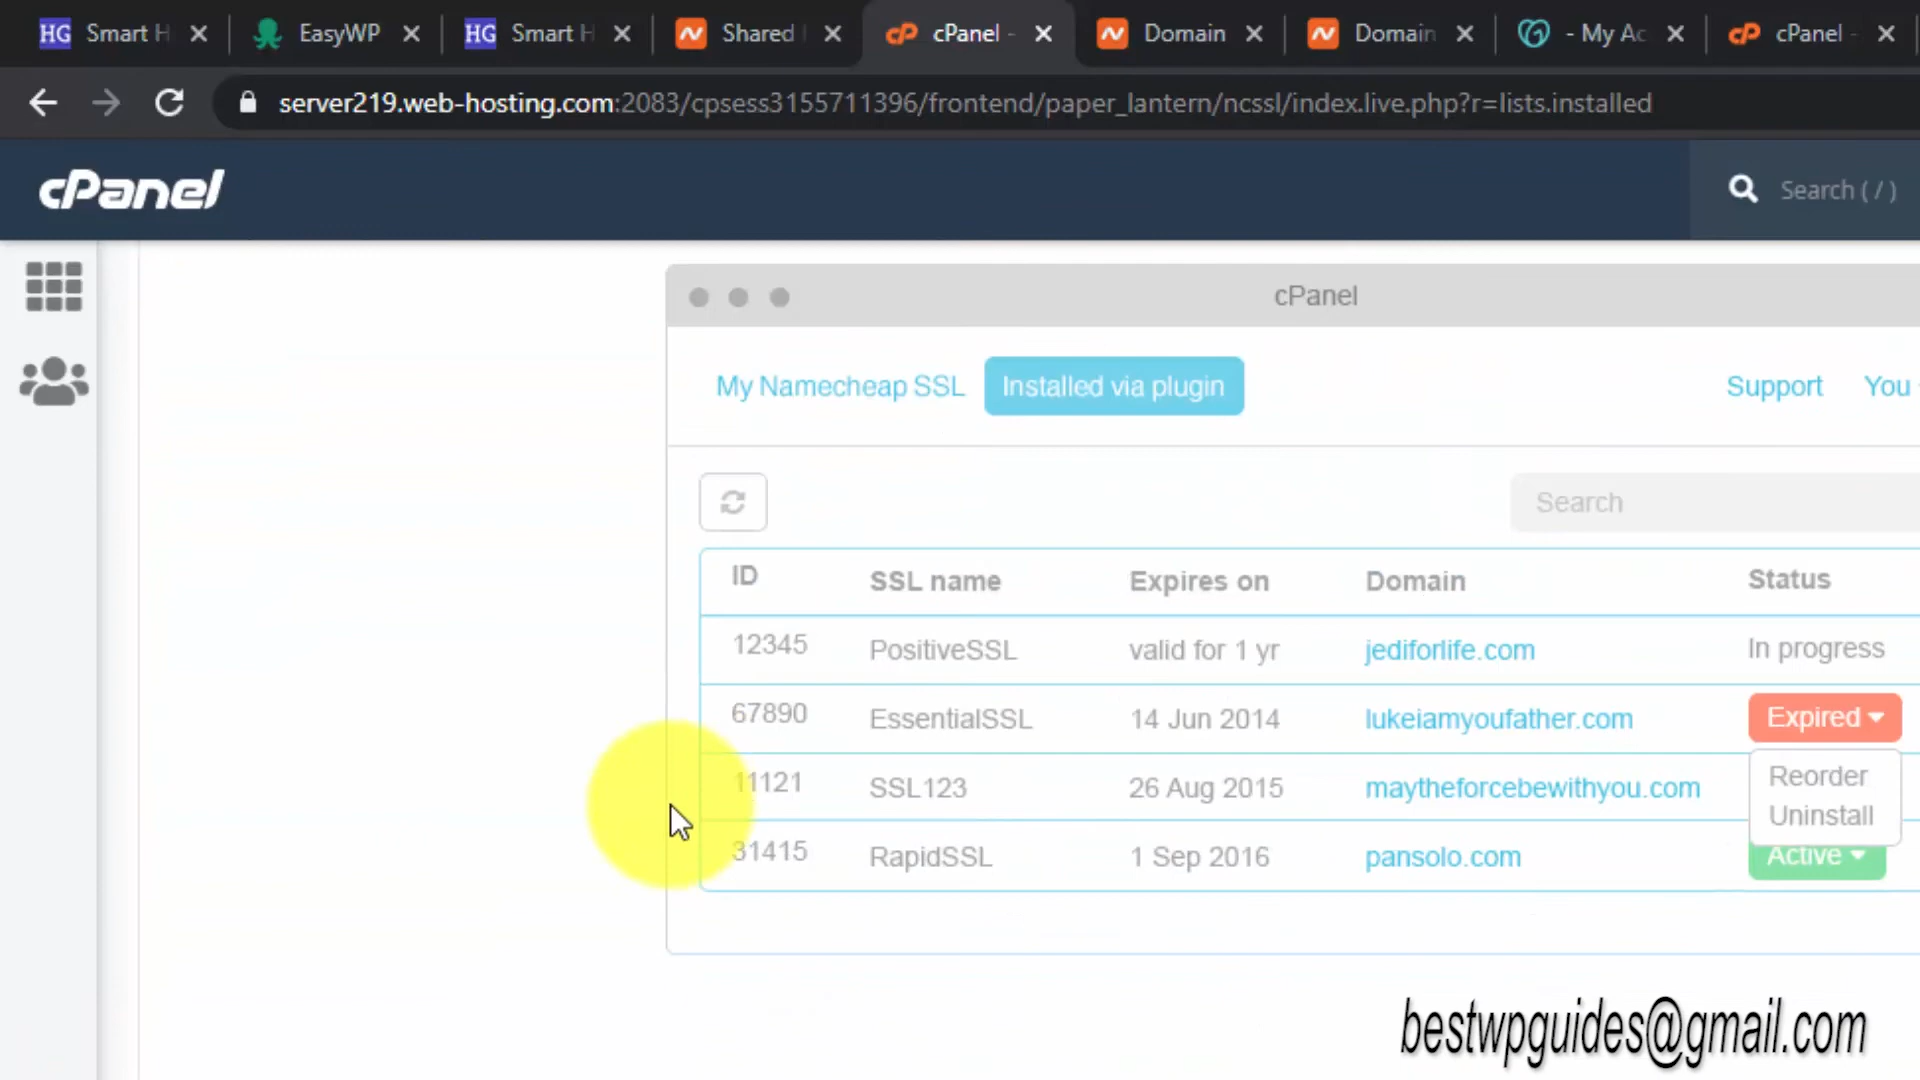 HG Smart H
EasyWP
HG Smart H
Shared
cPanel -
Domain
Domain
- My Ac
cPanel -
server219.web-hosting.com:2083/cpsess3155711396/frontend/paper_lantern/ncssl/index.live.php?r=lists.installed
cPanel
Search ( / )
cPanel
My Namecheap SSL
Installed via plugin
Support
You
Search
ID SSL name Expires on Domain Status
12345 PositiveSSL valid for 1 yr jediforlife.com In progress
67890 EssentialSSL 14 Jun 2014 lukeiamyoufather.com Expired
11121 SSL123 26 Aug 2015 maytheforcebewithyou.com
Reorder
Uninstall
31415 RapidSSL 1 Sep 2016 pansolo.com Active
bestwpguides@gmail.com